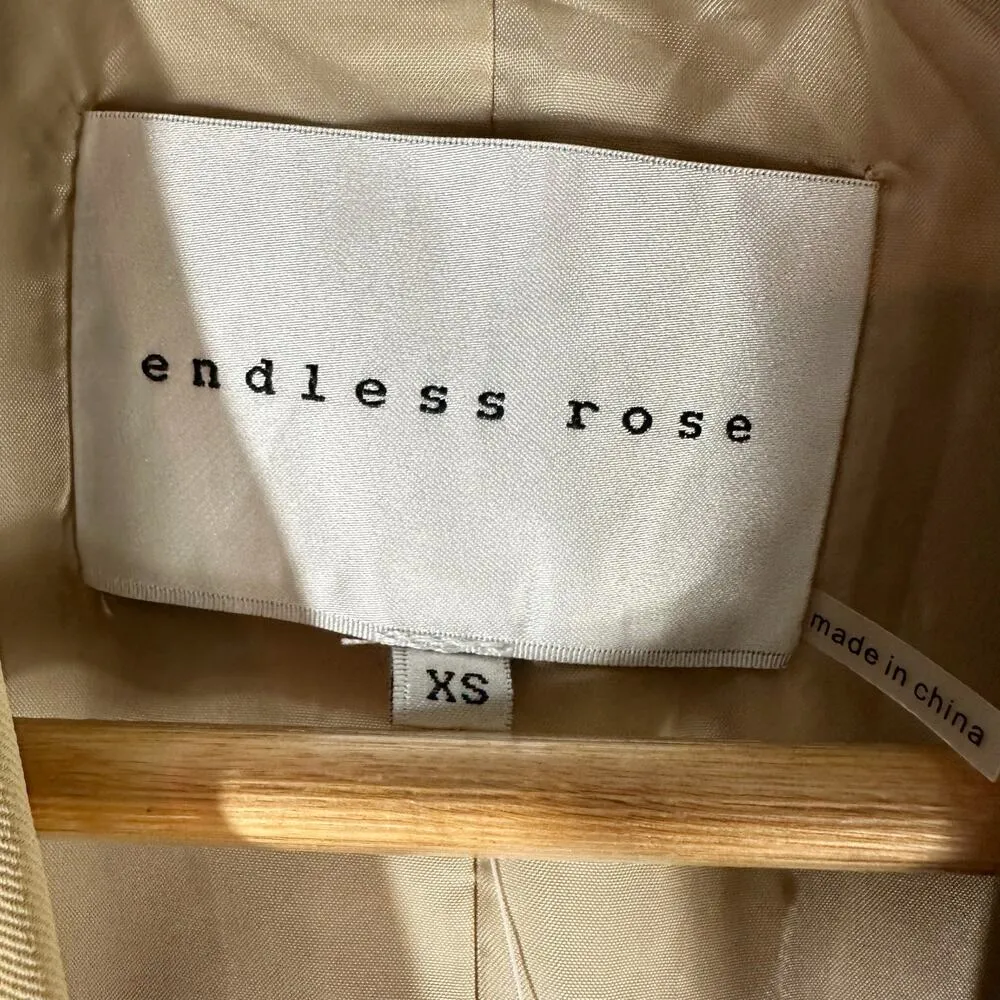 endless rose
XS
made in china